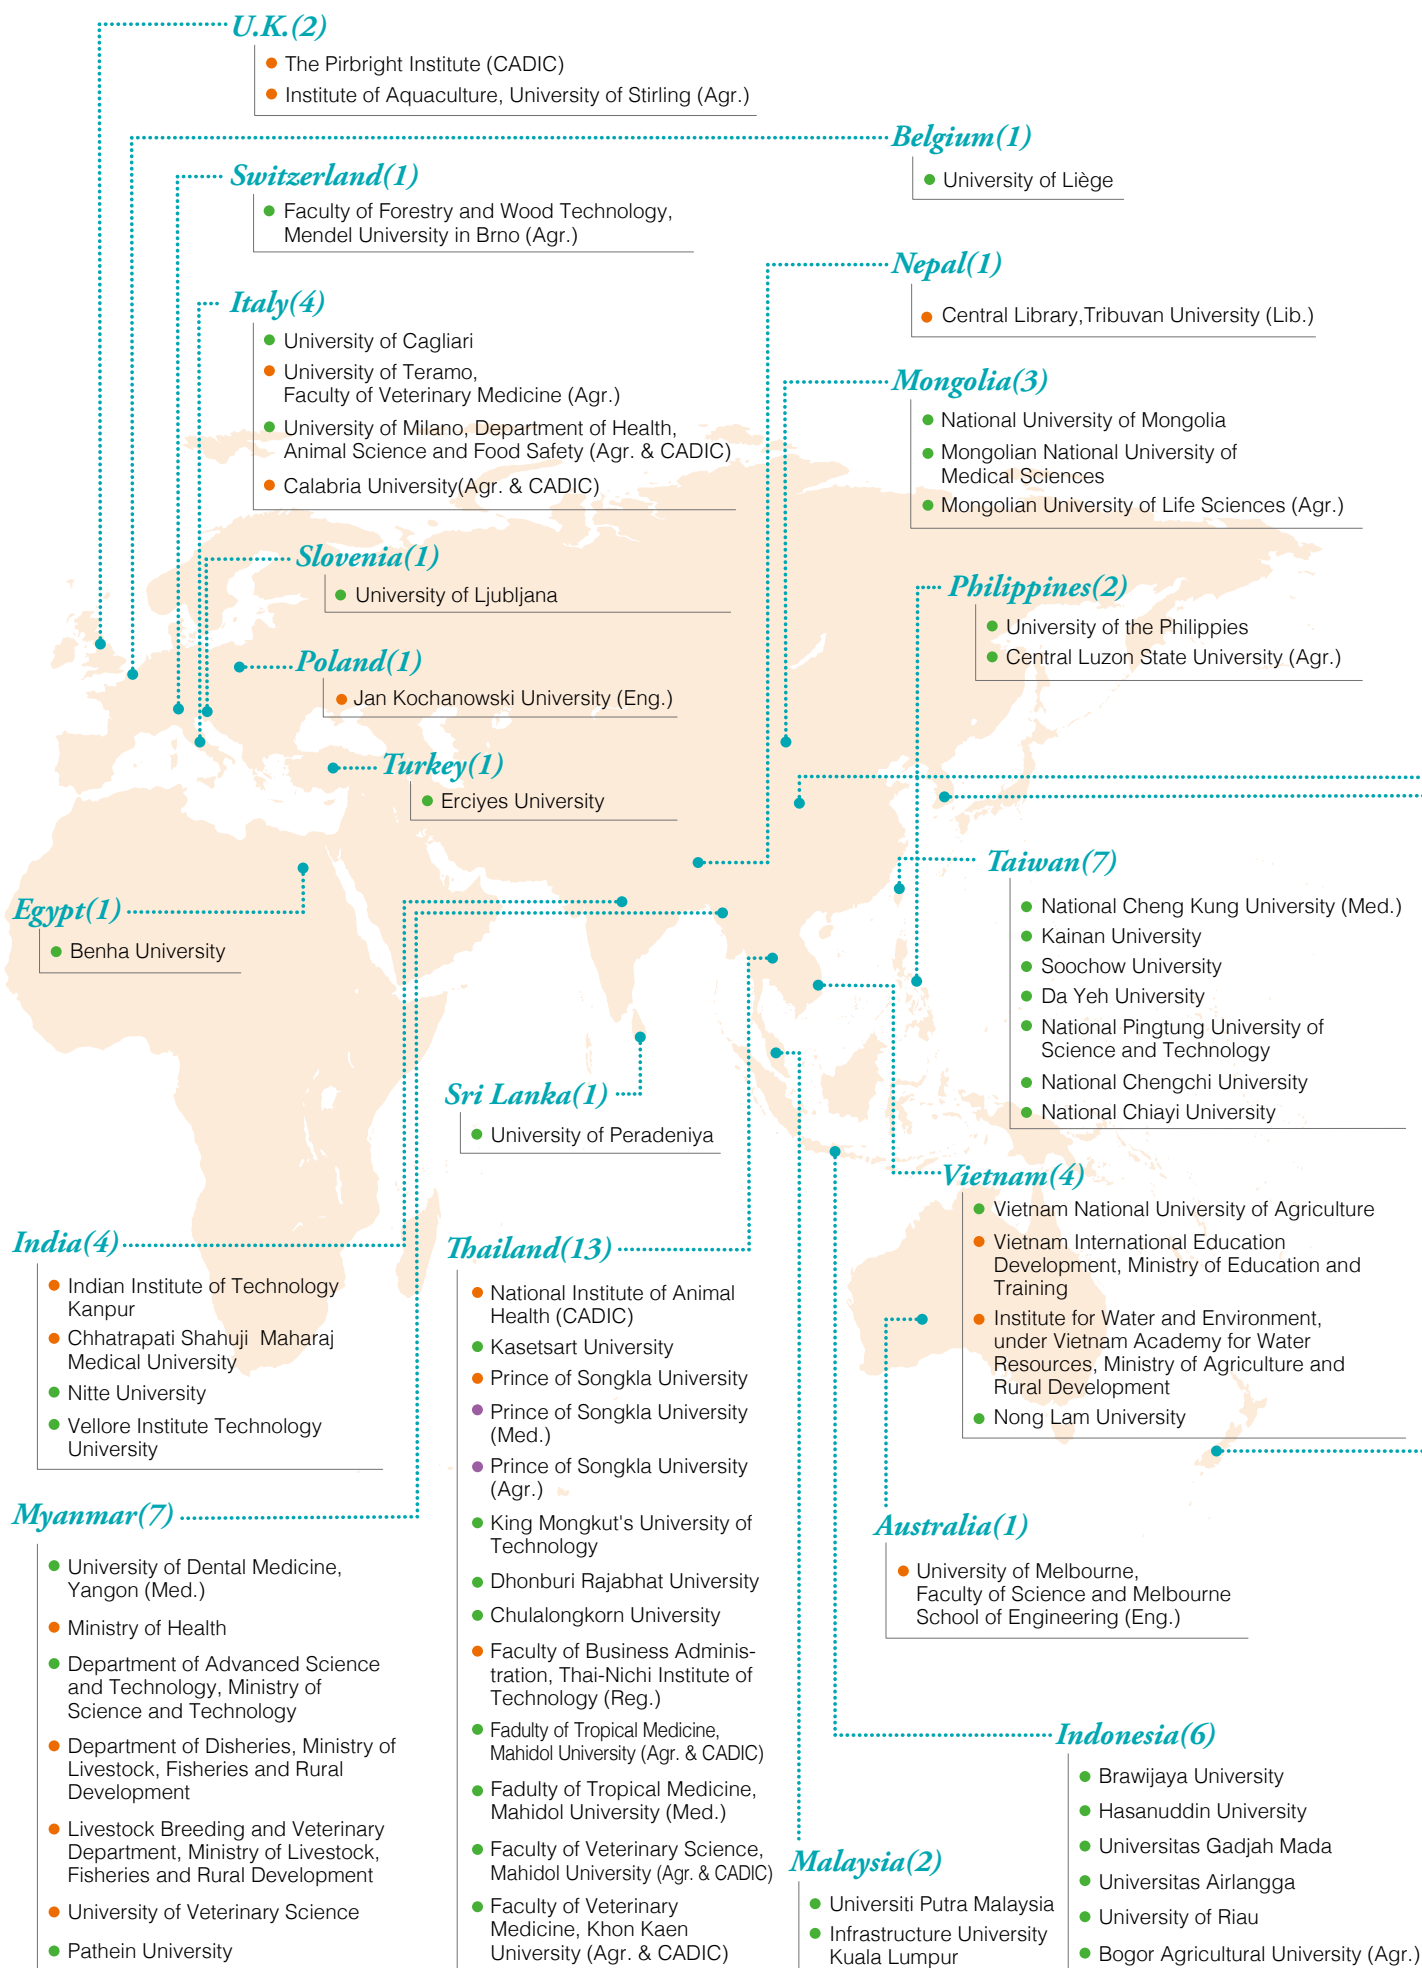 U.K.(2)
The Pirbright Institute (CADIC)
Institute of Aquaculture, University of Stirling (Agr.)
Belgium(1)
University of Liège
Switzerland(1)
Faculty of Forestry and Wood Technology,
Mendel University in Brno (Agr.)
Nepal(1)
Central Library,Tribuvan University (Lib.)
Italy(4)
University of Cagliari
University of Teramo,
Faculty of Veterinary Medicine (Agr.)
University of Milano, Department of Health,
Animal Science and Food Safety (Agr. & CADIC)
Calabria University(Agr. & CADIC)
Mongolia(3)
National University of Mongolia
Mongolian National University of
Medical Sciences
Mongolian University of Life Sciences (Agr.)
Slovenia(1)
University of Ljubljana
Philippines(2)
University of the Philippies
Central Luzon State University (Agr.)
Poland(1)
Jan Kochanowski University (Eng.)
Turkey(1)
Erciyes University
Taiwan(7)
National Cheng Kung University (Med.)
Kainan University
Soochow University
Da Yeh University
National Pingtung University of
Science and Technology
National Chengchi University
National Chiayi University
Egypt(1)
Benha University
Sri Lanka(1)
University of Peradeniya
Vietnam(4)
Vietnam National University of Agriculture
Vietnam International Education
Development, Ministry of Education and
Training
Institute for Water and Environment,
under Vietnam Academy for Water
Resources, Ministry of Agriculture and
Rural Development
Nong Lam University
India(4)
Indian Institute of Technology
Kanpur
Chhatrapati Shahuji Maharaj
Medical University
Nitte University
Vellore Institute Technology
University
Thailand(13)
National Institute of Animal
Health (CADIC)
Kasetsart University
Prince of Songkla University
Prince of Songkla University
(Med.)
Prince of Songkla University
(Agr.)
King Mongkut's University of
Technology
Dhonburi Rajabhat University
Chulalongkorn University
Faculty of Business Adminis-
tration, Thai-Nichi Institute of
Technology (Reg.)
Fadulty of Tropical Medicine,
Mahidol University (Agr. & CADIC)
Fadulty of Tropical Medicine,
Mahidol University (Med.)
Faculty of Veterinary Science,
Mahidol University (Agr. & CADIC)
Faculty of Veterinary
Medicine, Khon Kaen
University (Agr. & CADIC)
Myanmar(7)
University of Dental Medicine,
Yangon (Med.)
Ministry of Health
Department of Advanced Science
and Technology, Ministry of
Science and Technology
Department of Disheries, Ministry of
Livestock, Fisheries and Rural
Development
Livestock Breeding and Veterinary
Department, Ministry of Livestock,
Fisheries and Rural Development
University of Veterinary Science
Pathein University
Australia(1)
University of Melbourne,
Faculty of Science and Melbourne
School of Engineering (Eng.)
Indonesia(6)
Brawijaya University
Hasanuddin University
Universitas Gadjah Mada
Universitas Airlangga
University of Riau
Bogor Agricultural University (Agr.)
Malaysia(2)
Universiti Putra Malaysia
Infrastructure University
Kuala Lumpur